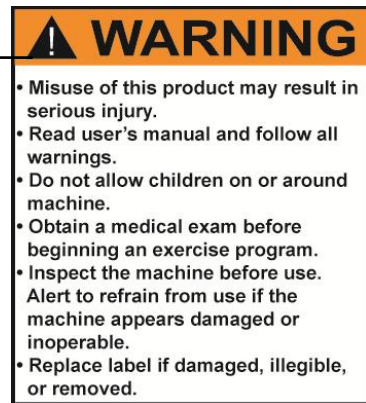 WARNING
• Misuse of this product may result in
serious injury.
• Read user's manual and follow all
warnings.
• Do not allow children on or around
machine.
• Obtain a medical exam before
beginning an exercise program.
• Inspect the machine before use.
Alert to refrain from use if the
machine appears damaged or
inoperable.
• Replace label if damaged, illegible,
or removed.